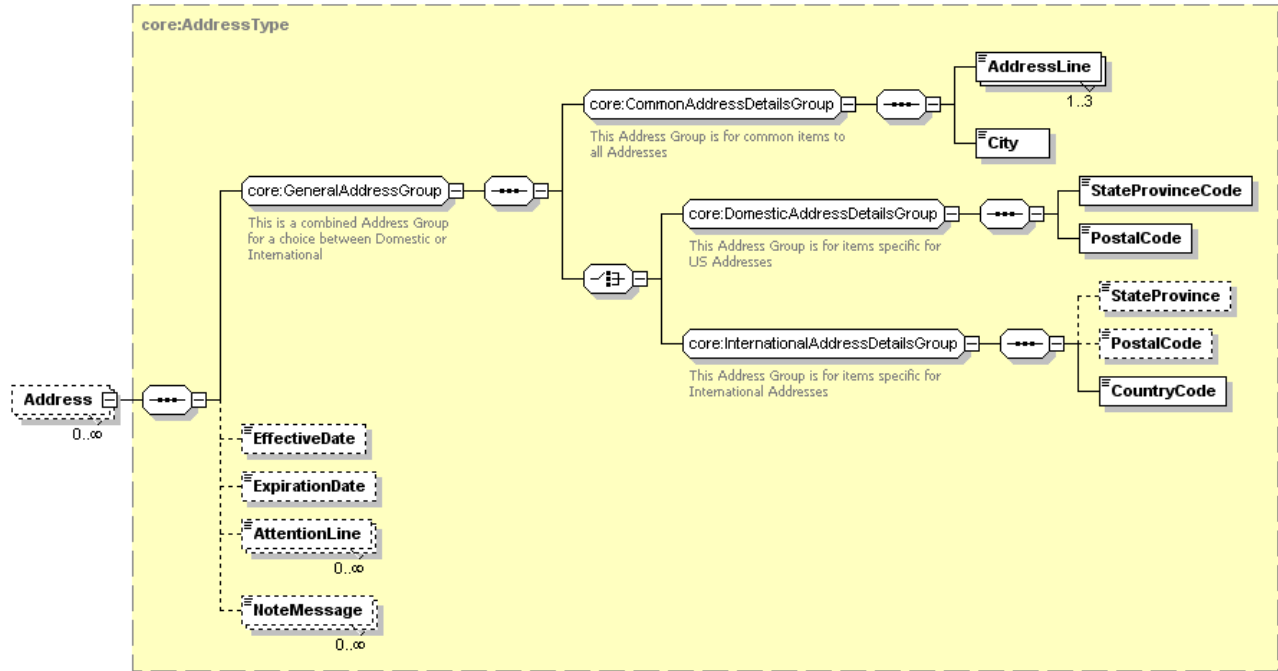 core:AddressType
AddressLine
1..3
core:CommonAddressDetailsGroup
This Address Group is for common items to
all Addresses
City
core:GeneralAddressGroup
This is a combined Address Group
for a choice between Domestic or
International
StateProvinceCode
core:DomesticAddressDetailsGroup
This Address Group is for items specific for
US Addresses
PostalCode
StateProvince
core:InternationalAddressDetailsGroup
This Address Group is for items specific for
International Addresses
PostalCode
CountryCode
Address
0..∞
EffectiveDate
ExpirationDate
AttentionLine
0..∞
NoteMessage
0..∞